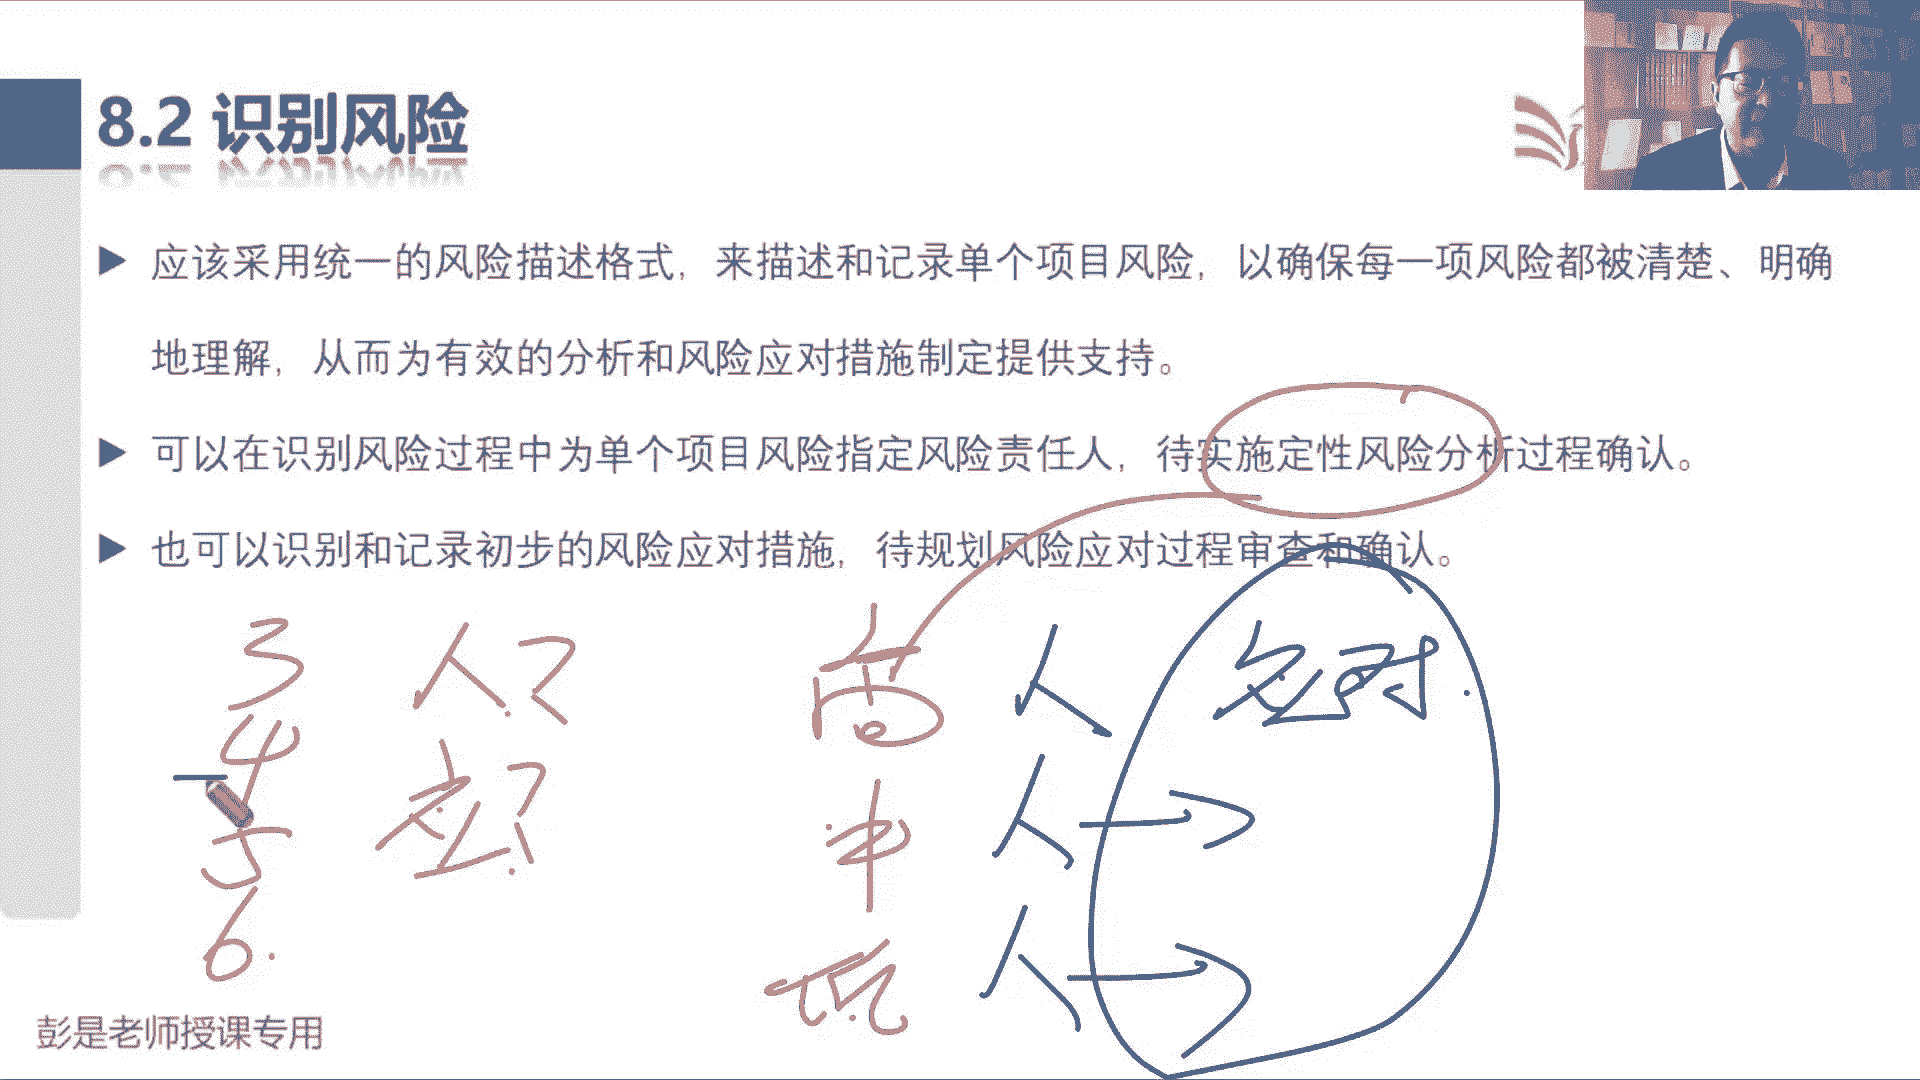 8.2 识别风险
应该采用统一的风险描述格式，来描述和记录单个项目风险，以确保每一项风险都被清楚、明确
地理解，从而为有效的分析和风险应对措施制定提供支持。
可以在识别风险过程中为单个项目风险指定风险责任人，待实施定性风险分析过程确认。
也可以识别和记录初步的风险应对措施，待规划风险应对过程审查和确认。
3 人? 高 人 应对.
4 应? 中 人
5
6. 低 人
彭是老师授课专用